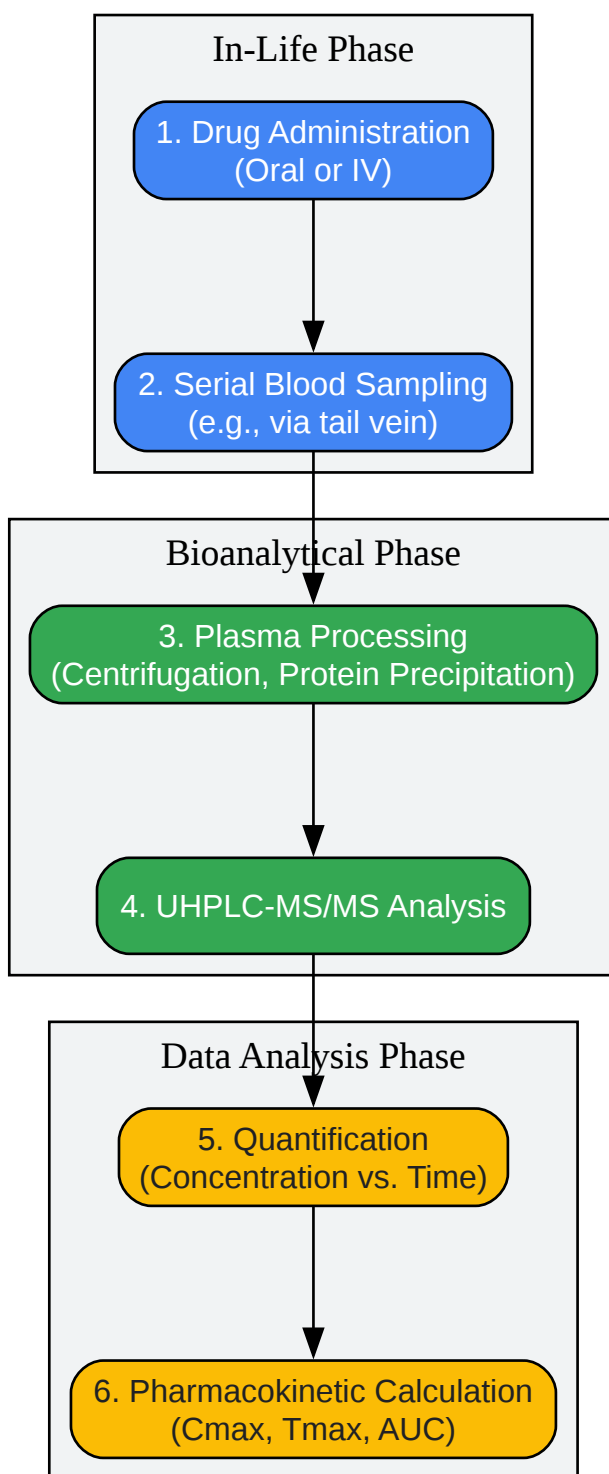 In-Life Phase
1. Drug Administration
(Oral or IV)
2. Serial Blood Sampling
(e.g., via tail vein)
Bioanalytical Phase
3. Plasma Processing
(Centrifugation, Protein Precipitation)
4. UHPLC-MS/MS Analysis
Data Analysis Phase
5. Quantification
(Concentration vs. Time)
6. Pharmacokinetic Calculation
(Cmax, Tmax, AUC)